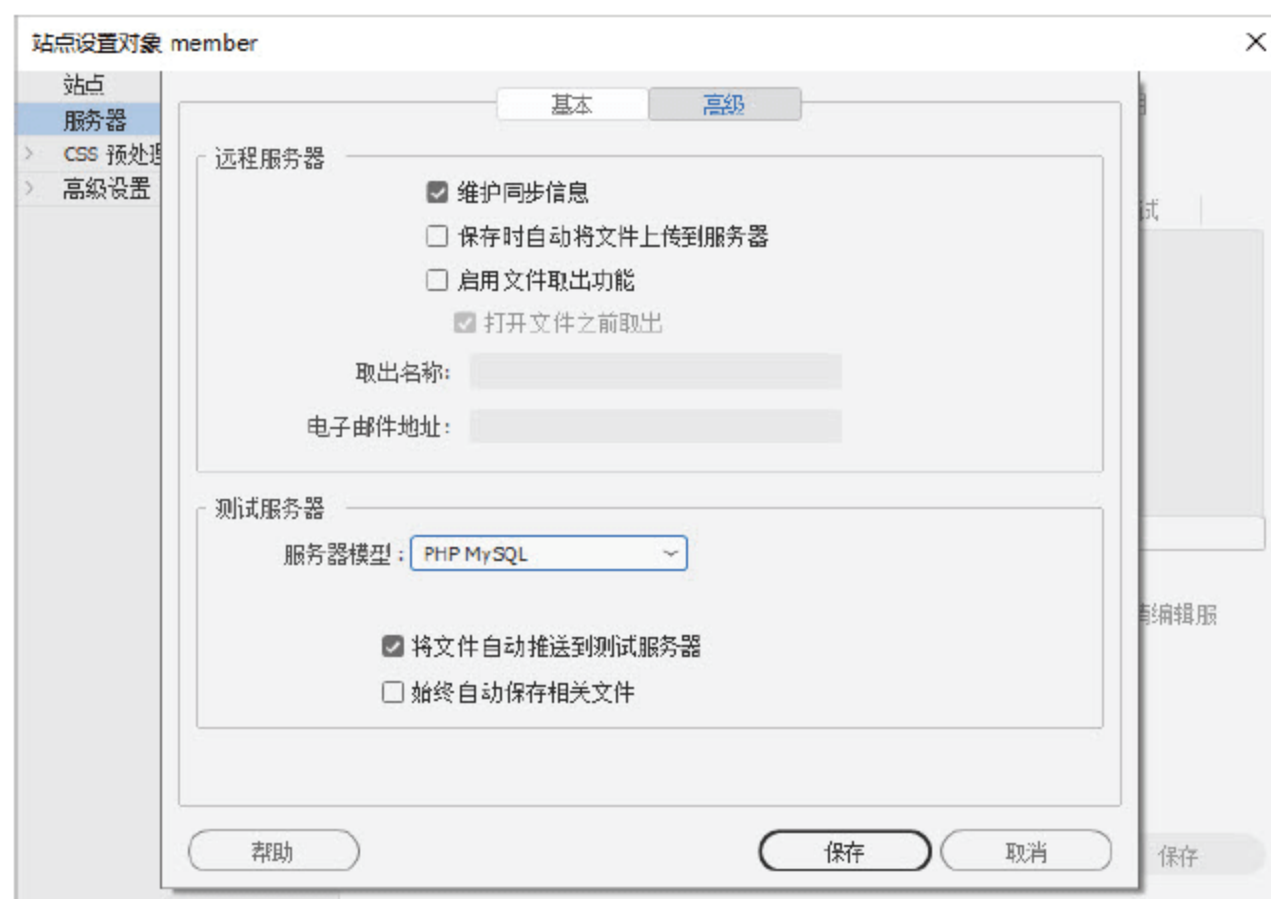 站点设置对象 member
站点
服务器
CSS 预处理
高级设置
基本
高级
远程服务器
维护同步信息
保存时自动将文件上传到服务器
启用文件取出功能
打开文件之前取出
取出名称:
电子邮件地址:
测试服务器
服务器模型:
PHP MySQL
将文件自动推送到测试服务器
始终自动保存相关文件
帮助
保存
取消
试
编辑服
保存